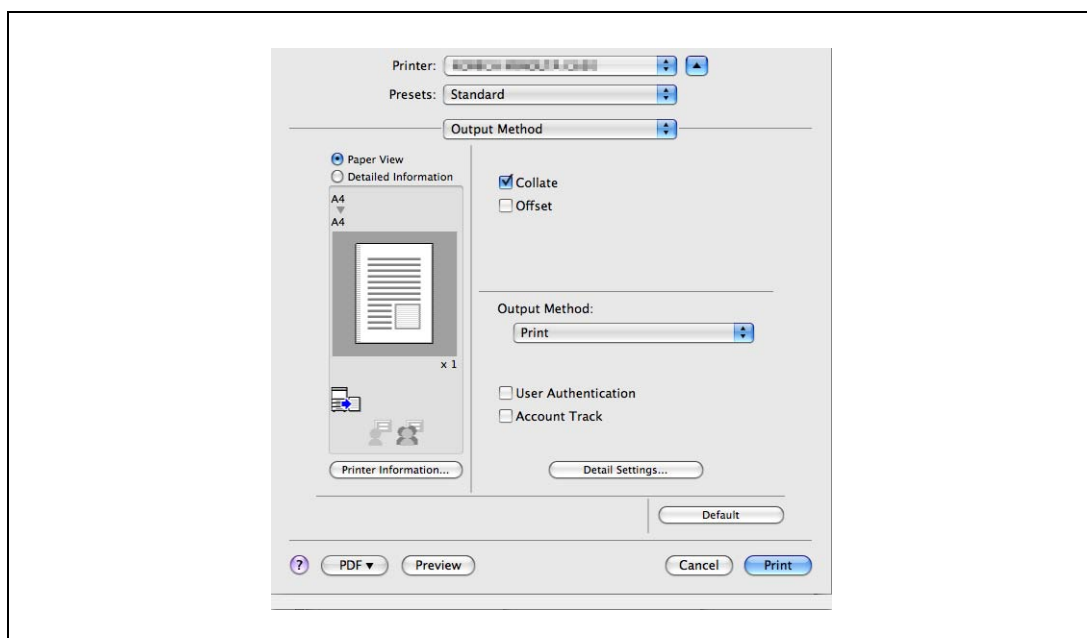 Printer:
Presets: Standard
Output Method
Paper View
Detailed Information
A4
A4
x 1
Printer Information...
Collate
Offset
Output Method:
Print
User Authentication
Account Track
Detail Settings...
Default
? PDF Preview Cancel Print